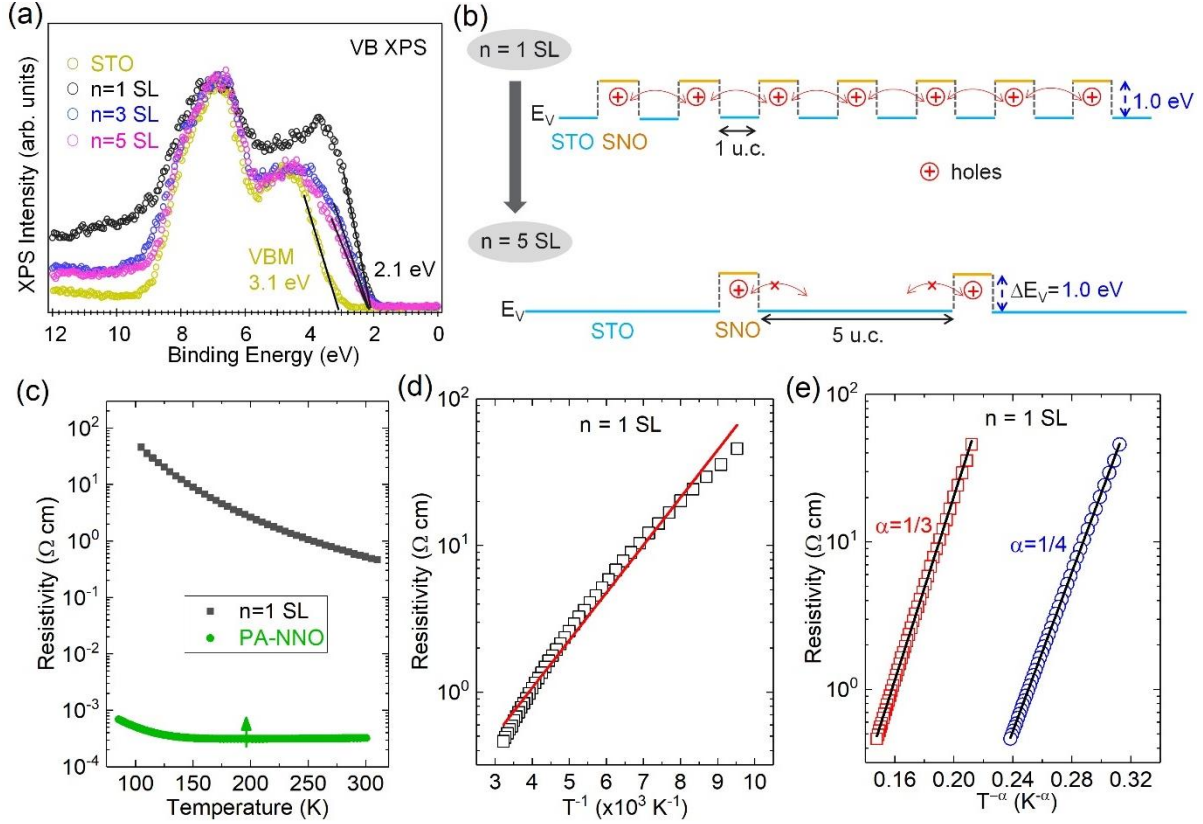 (a)
VB XPS
STO
n=1 SL
n=3 SL
n=5 SL
VBM
3.1 eV
2.1 eV
XPS Intensity (arb. units)
12 10 8 6 4 2 0
Binding Energy (eV)
(b)
n = 1 SL
n = 5 SL
E_V
STO SNO
1 u.c.
1.0 eV
holes
E_V
STO
SNO
5 u.c.
ΔE_V=1.0 eV
(c)
10^2
10^1
10^0
10^-1
10^-2
10^-3
10^-4
Resistivity (Ω cm)
n=1 SL
PA-NNO
100 150 200 250 300
Temperature (K)
(d)
n = 1 SL
10^2
10^1
10^0
Resisitivity (Ω cm)
3 4 5 6 7 8 9 10
T^-1 (x10^3 K^-1)
(e)
n = 1 SL
10^2
10^1
10^0
Resistivity (Ω cm)
α=1/3
α=1/4
0.16 0.20 0.24 0.28 0.32
T^-α (K^-α)